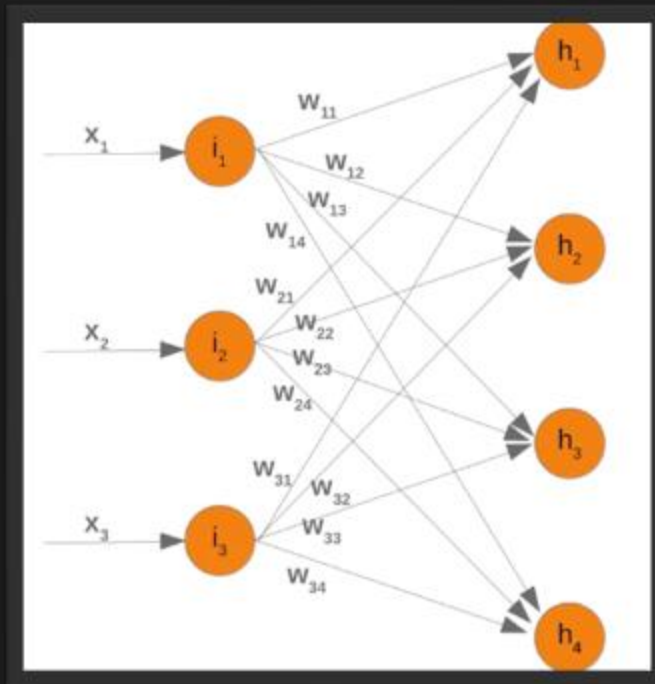 h₁
w₁₁
x₁
i₁
w₁₂
w₁₃
w₁₄
h₂
w₂₁
w₂₂
x₂
i₂
w₂₃
w₂₄
h₃
w₃₁
w₃₂
x₃
i₃
w₃₃
w₃₄
h₄